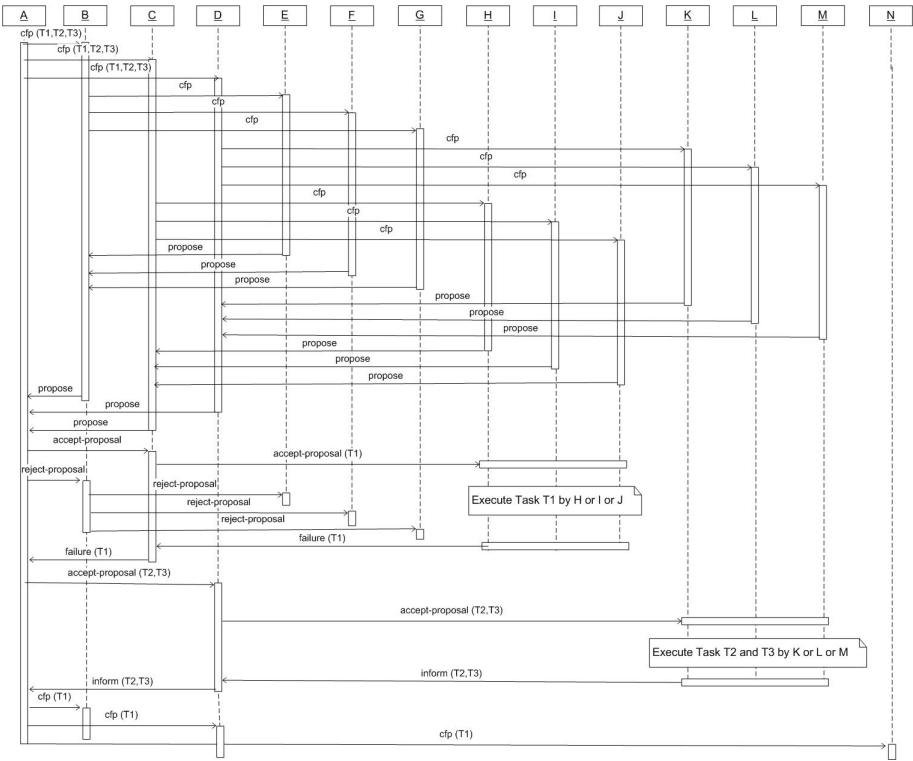 A
B
C
D
E
F
G
H
I
J
K
L
M
N
cfp (T1,T2,T3)
cfp (T1,T2,T3)
cfp (T1,T2,T3)
cfp
cfp
cfp
cfp
cfp
cfp
cfp
cfp
cfp
propose
propose
propose
propose
propose
propose
propose
propose
propose
propose
propose
propose
accept-proposal
accept-proposal (T1)
reject-proposal
reject-proposal
reject-proposal
reject-proposal
Execute Task T1 by H or I or J
failure (T1)
failure (T1)
accept-proposal (T2,T3)
accept-proposal (T2,T3)
Execute Task T2 and T3 by K or L or M
inform (T2,T3)
inform (T2,T3)
cfp (T1)
cfp (T1)
cfp (T1)